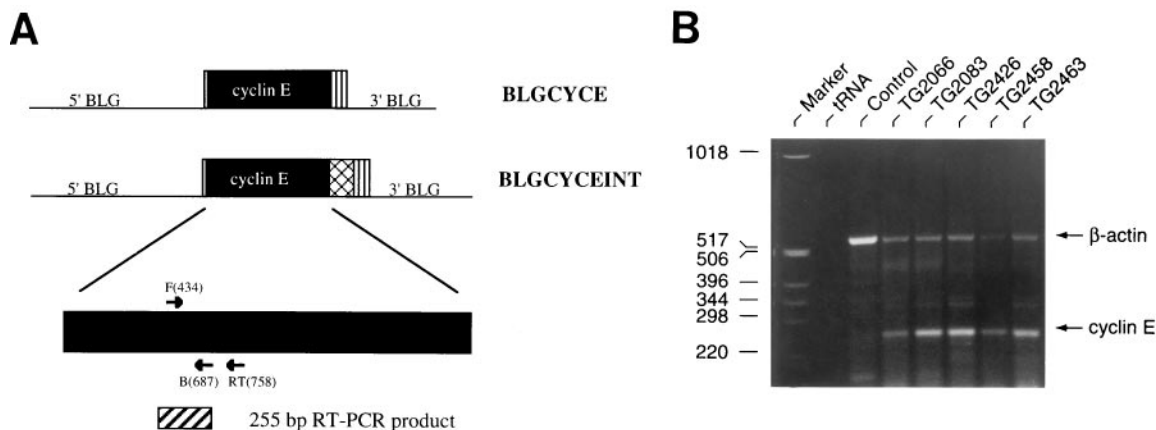 A
5' BLG
cyclin E
3' BLG
BLGCYCE
5' BLG
cyclin E
3' BLG
BLGCYCEINT
F(434)
B(687)
RT(758)
255 bp RT-PCR product
B
Marker
tRNA
Control
TG2066
TG2083
TG2426
TG2458
TG2463
1018
517
506
396
344
298
220
β-actin
cyclin E